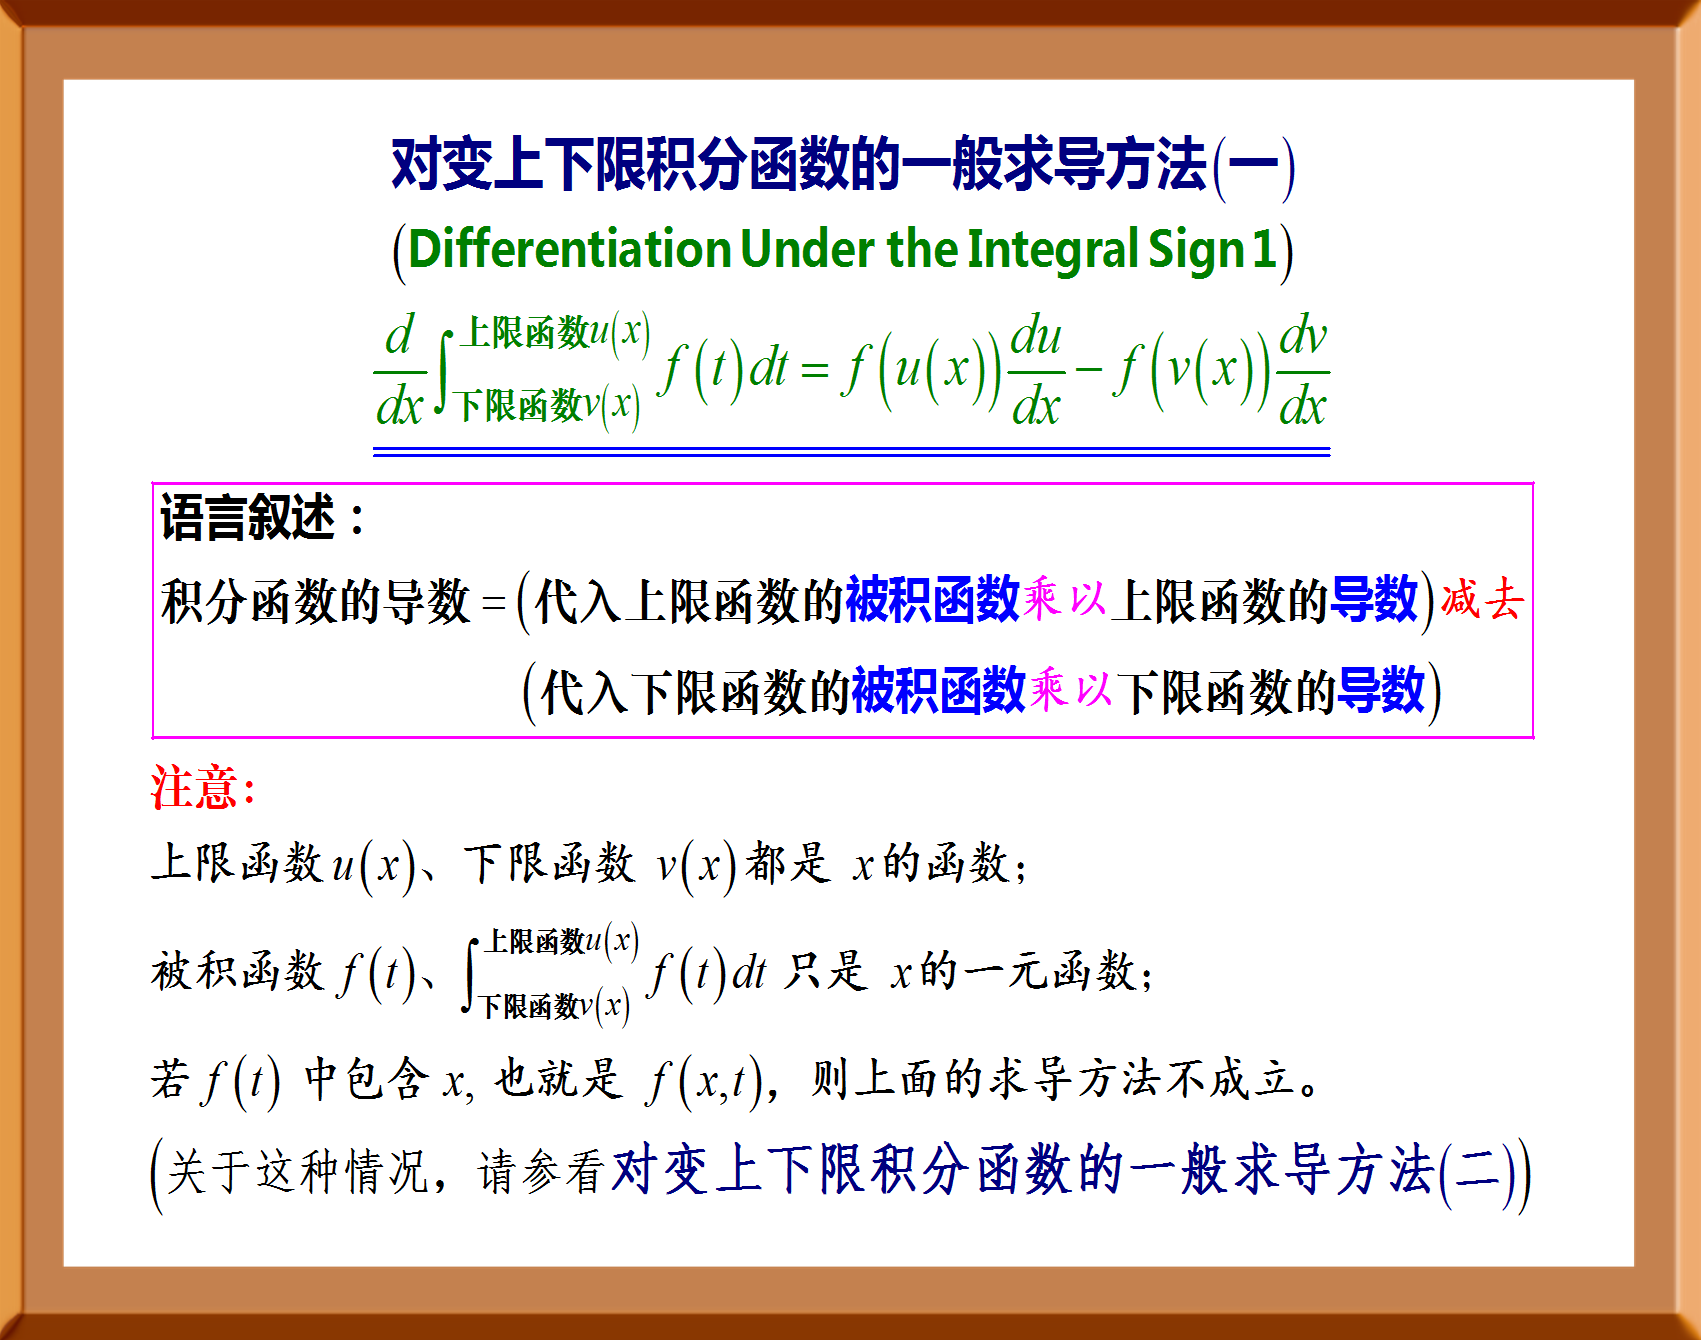 对变上下限积分函数的一般求导方法(一)
(Differentiation Under the Integral Sign 1)
d/dx ∫_{下限函数v(x)}^{上限函数u(x)} f(t)dt = f(u(x)) du/dx − f(v(x)) dv/dx
语言叙述：
积分函数的导数 = (代入上限函数的被积函数乘以上限函数的导数)减去
(代入下限函数的被积函数乘以下限函数的导数)
注意:
上限函数u(x)、下限函数 v(x)都是 x的函数;
被积函数 f(t)、∫_{下限函数v(x)}^{上限函数u(x)} f(t)dt 只是 x的一元函数;
若 f(t) 中包含 x, 也就是 f(x,t)，则上面的求导方法不成立。
(关于这种情况，请参看对变上下限积分函数的一般求导方法(二))